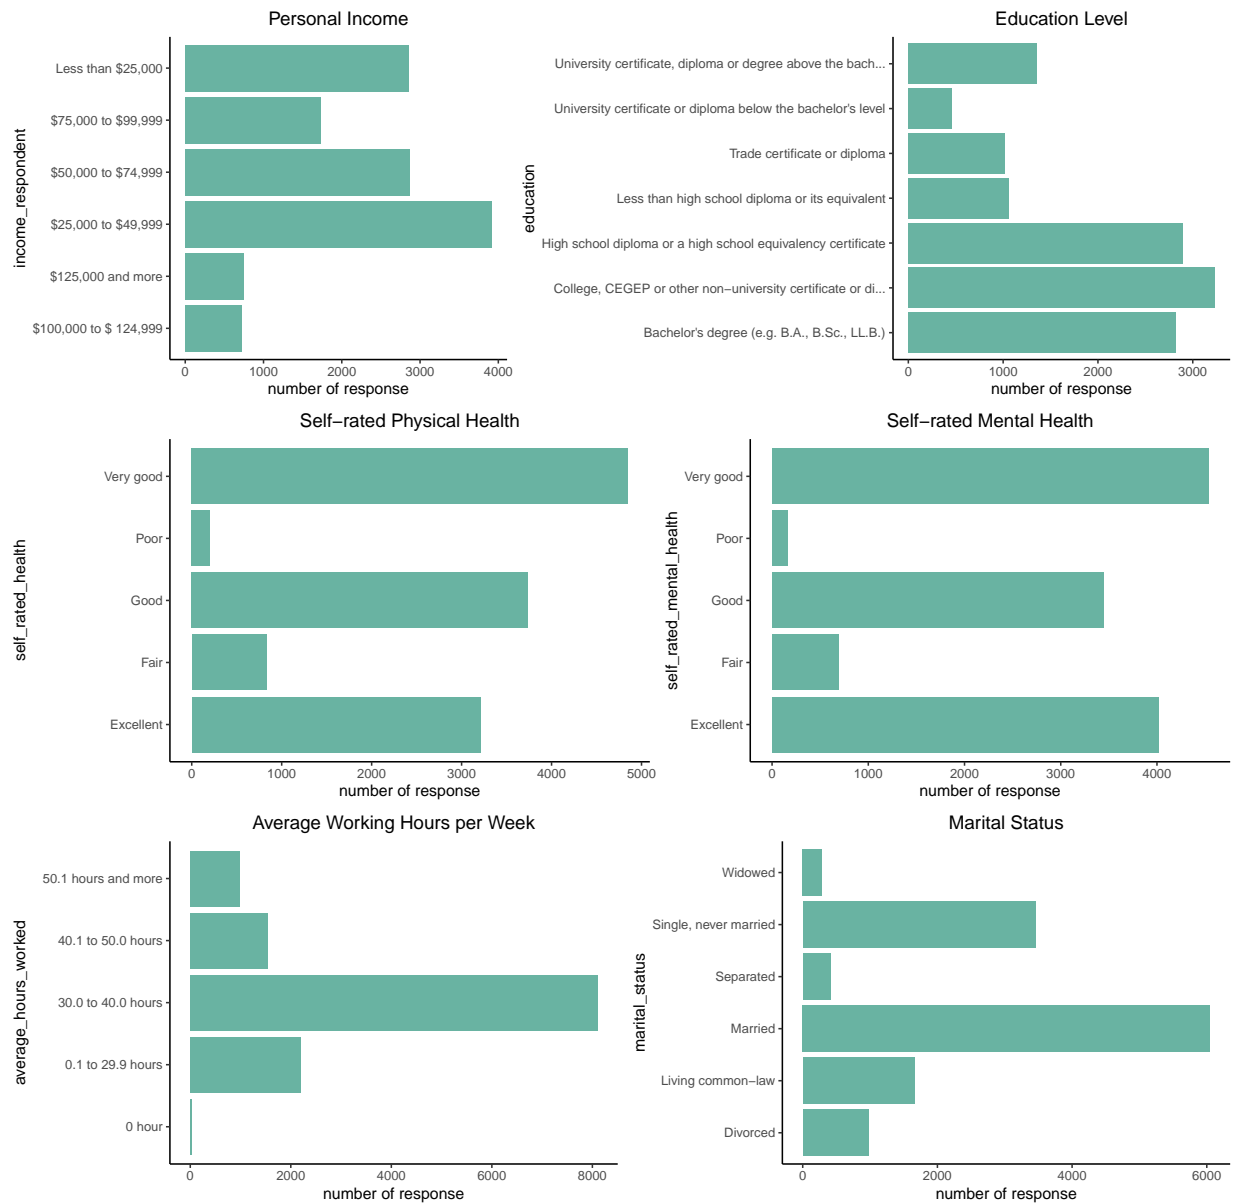 Personal Income
income_respondent
Less than $25,000
$75,000 to $99,999
$50,000 to $74,999
$25,000 to $49,999
$125,000 and more
$100,000 to $ 124,999
0 1000 2000 3000 4000
number of response
Education Level
education
University certificate, diploma or degree above the bach...
University certificate or diploma below the bachelor's level
Trade certificate or diploma
Less than high school diploma or its equivalent
High school diploma or a high school equivalency certificate
College, CEGEP or other non−university certificate or di...
Bachelor's degree (e.g. B.A., B.Sc., LL.B.)
0 1000 2000 3000
number of response
Self−rated Physical Health
self_rated_health
Very good
Poor
Good
Fair
Excellent
0 1000 2000 3000 4000 5000
number of response
Self−rated Mental Health
self_rated_mental_health
Very good
Poor
Good
Fair
Excellent
0 1000 2000 3000 4000
number of response
Average Working Hours per Week
average_hours_worked
50.1 hours and more
40.1 to 50.0 hours
30.0 to 40.0 hours
0.1 to 29.9 hours
0 hour
0 2000 4000 6000 8000
number of response
Marital Status
marital_status
Widowed
Single, never married
Separated
Married
Living common−law
Divorced
0 2000 4000 6000
number of response